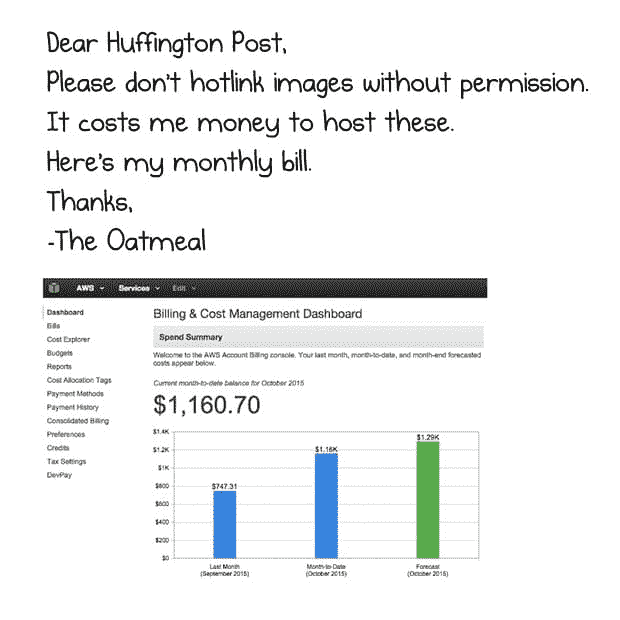 Dear Huffington Post,
Please don't hotlink images without permission.
It costs me money to host these.
Here's my monthly bill.
Thanks,
-The Oatmeal
AWS Services Edit
Dashboard
Bills
Cost Explorer
Budgets
Reports
Cost Allocation Tags
Payment Methods
Payment History
Consolidated Billing
Preferences
Credits
Tax Settings
DevPay
Billing & Cost Management Dashboard
Spend Summary
Welcome to the AWS Account Billing console. Your last month, month-to-date, and month-end forecasted
costs appear below.
Current month-to-date balance for October 2015
$1,160.70
$1.4K
$1.2K
$1K
$800
$600
$400
$200
$0
$747.31
$1.16K
$1.29K
Last Month
(September 2015)
Month-to-Date
(October 2015)
Forecast
(October 2015)